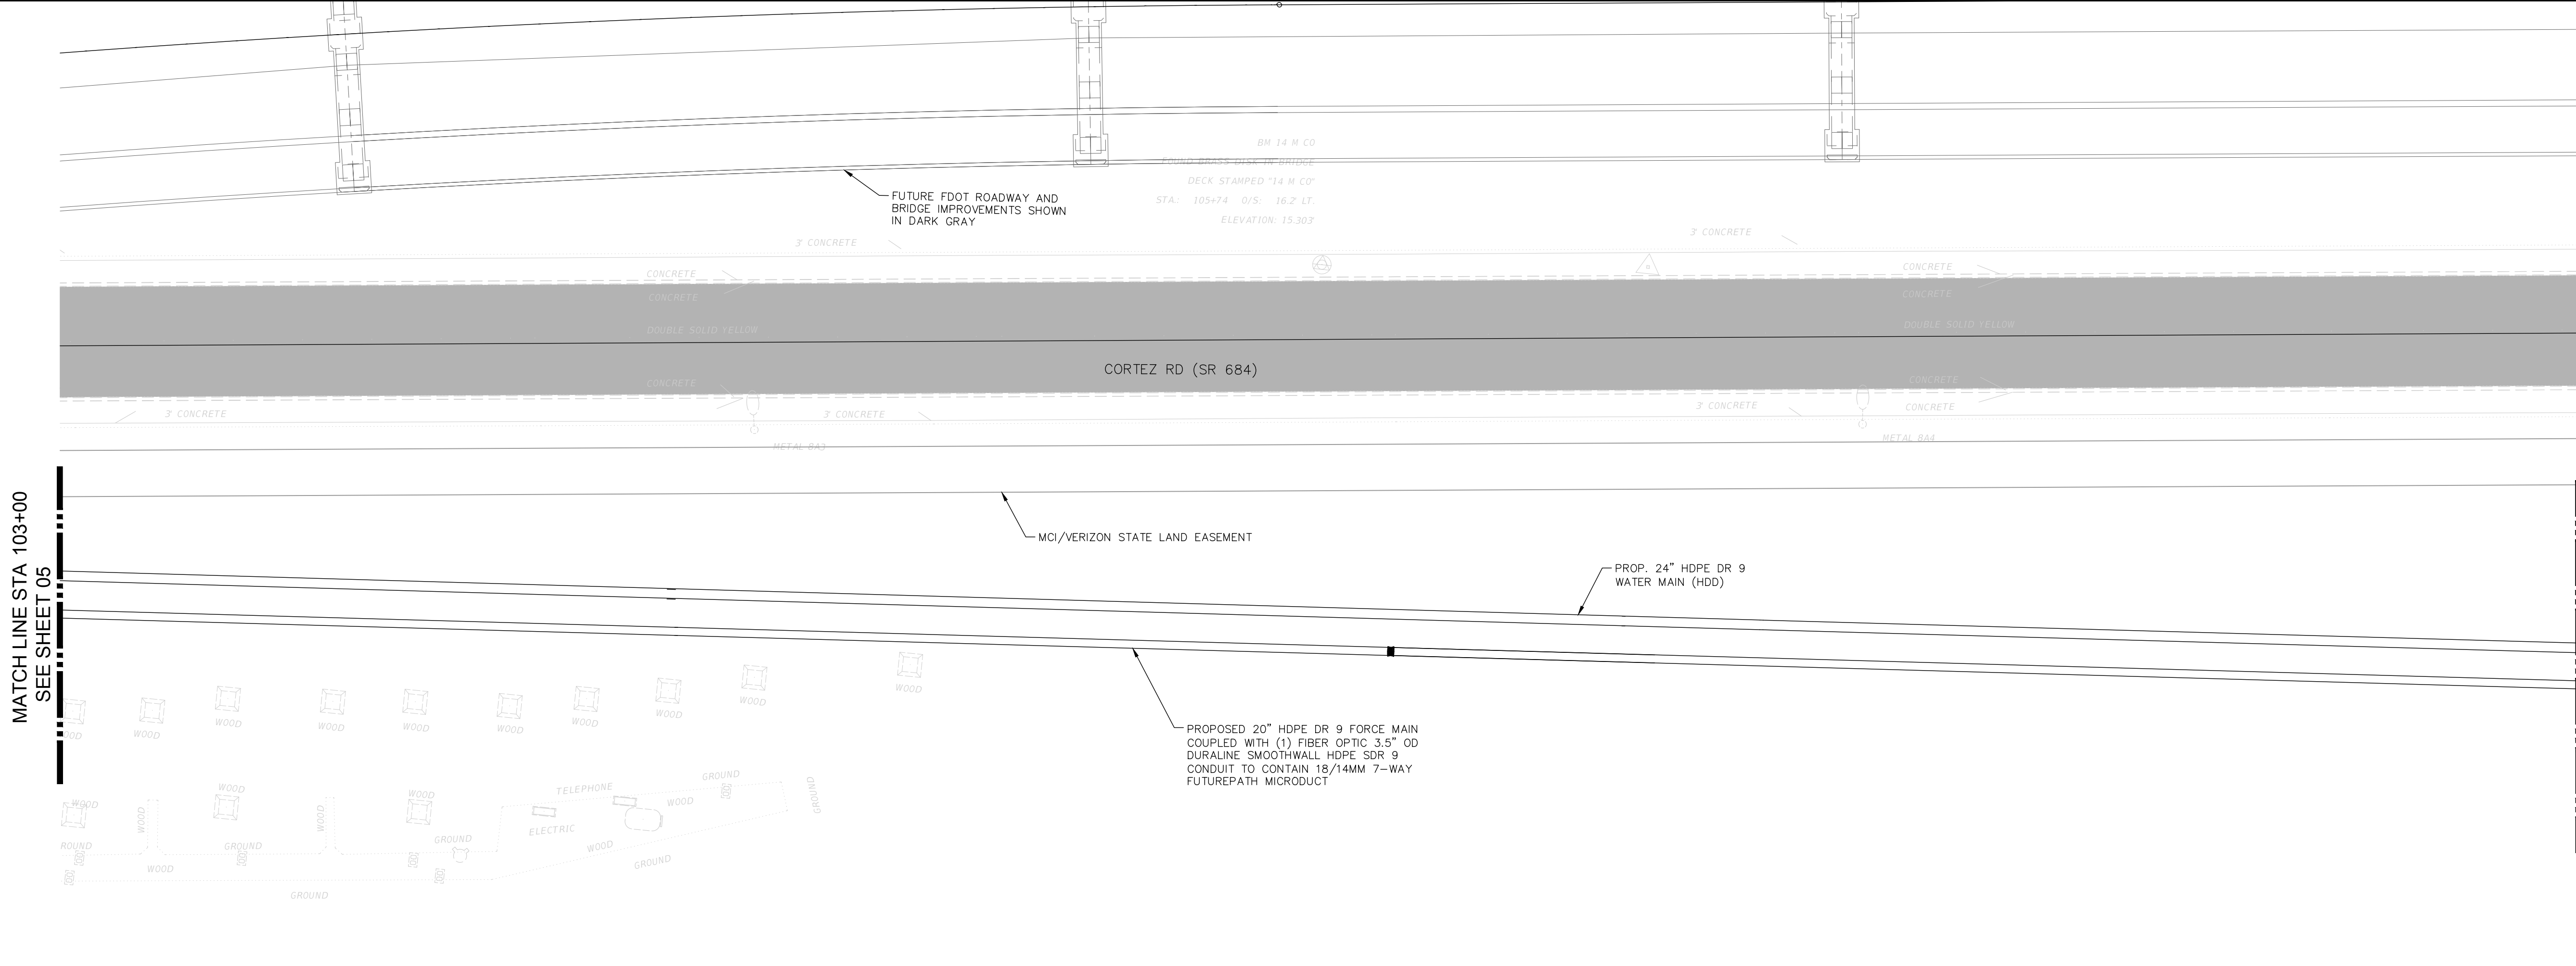 BM 14 M CO
FOUND BRASS DISK IN BRIDGE
DECK STAMPED "14 M CO"
STA.: 105+74 O/S: 16.2' LT.
ELEVATION: 15.303'
FUTURE FDOT ROADWAY AND
BRIDGE IMPROVEMENTS SHOWN
IN DARK GRAY
3' CONCRETE
3' CONCRETE
CONCRETE
CONCRETE
CONCRETE
CONCRETE
DOUBLE SOLID YELLOW
DOUBLE SOLID YELLOW
CORTEZ RD (SR 684)
CONCRETE
CONCRETE
3' CONCRETE
3' CONCRETE
3' CONCRETE
CONCRETE
METAL BA3
METAL BA4
MATCH LINE STA 103+00
SEE SHEET 05
MCI/VERIZON STATE LAND EASEMENT
PROP. 24" HDPE DR 9
WATER MAIN (HDD)
WOOD
WOOD
WOOD
WOOD
WOOD
WOOD
WOOD
WOOD
WOOD
OOD
WOOD
PROPOSED 20" HDPE DR 9 FORCE MAIN
COUPLED WITH (1) FIBER OPTIC 3.5" OD
DURALINE SMOOTHWALL HDPE SDR 9
CONDUIT TO CONTAIN 18/14MM 7-WAY
FUTUREPATH MICRODUCT
GROUND
TELEPHONE
WOOD
WOOD
WOOD
WOOD
GROUND
WOOD
WOOD
ELECTRIC
GROUND
ROUND
GROUND
WOOD
WOOD
GROUND
GROUND